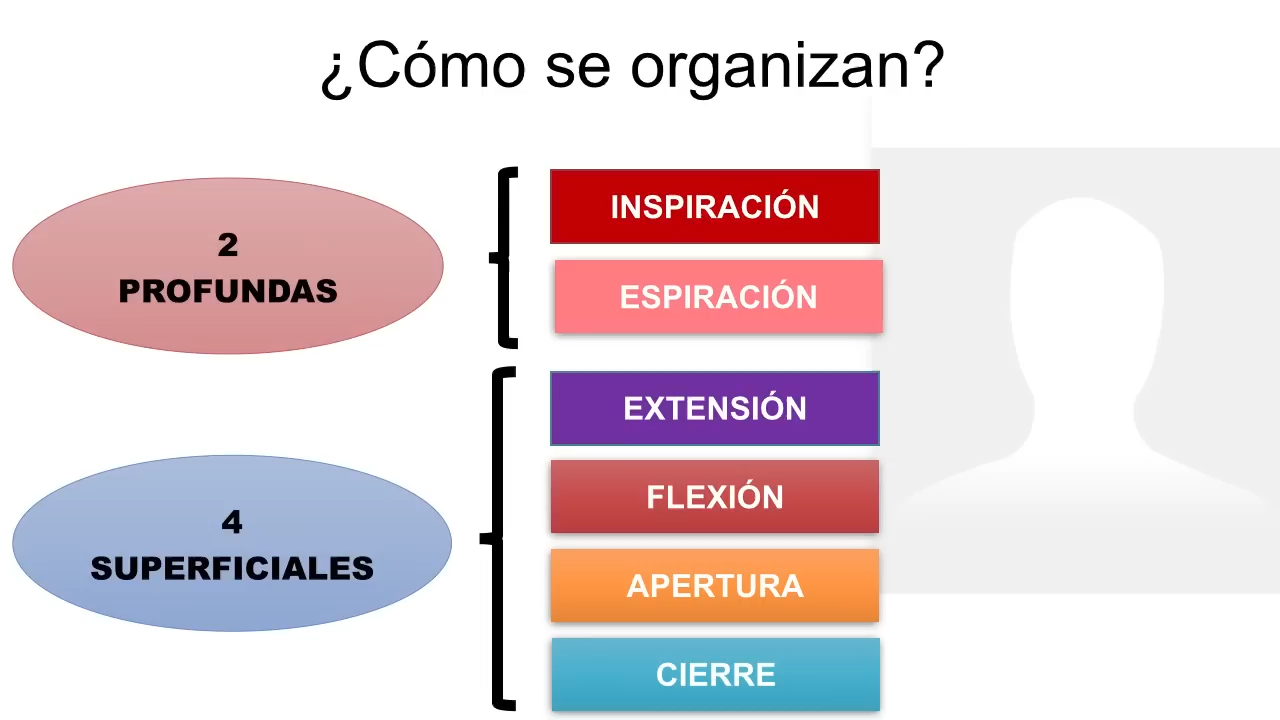 ¿Cómo se organizan?
2
PROFUNDAS
INSPIRACIÓN
ESPIRACIÓN
4
SUPERFICIALES
EXTENSIÓN
FLEXIÓN
APERTURA
CIERRE